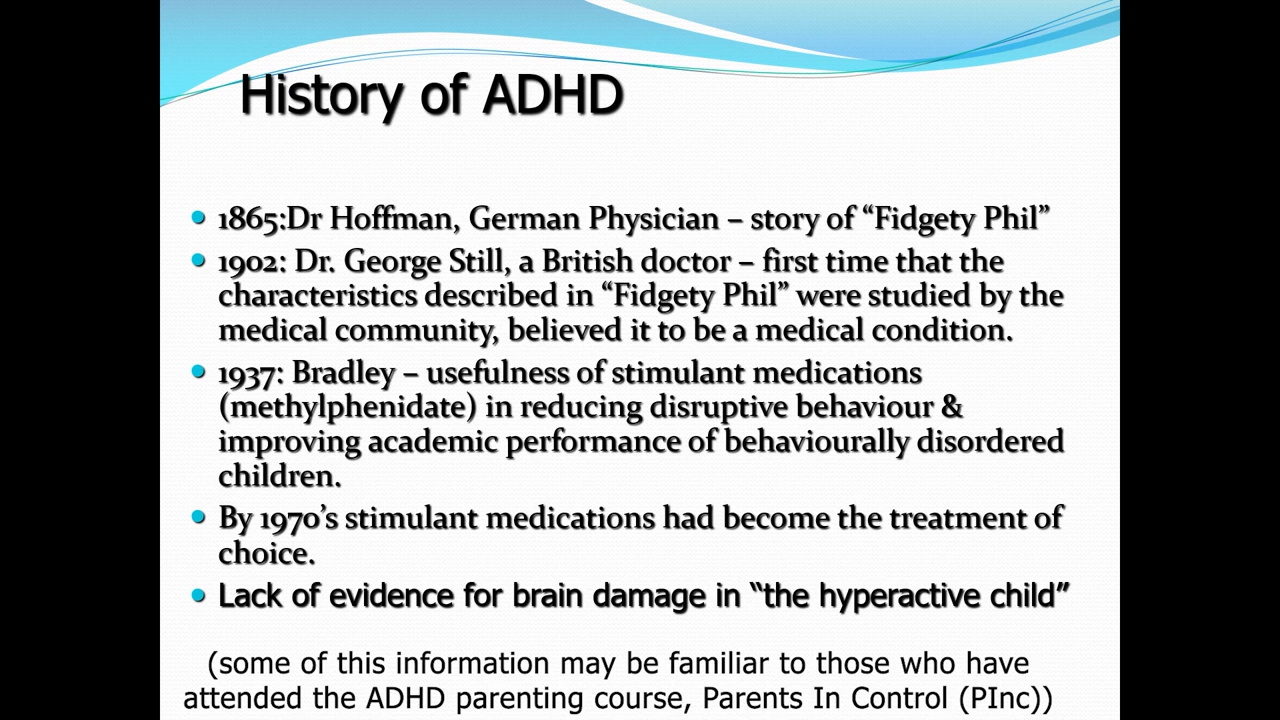 History of ADHD
1865:Dr Hoffman, German Physician – story of “Fidgety Phil”
1902: Dr. George Still, a British doctor – first time that the
characteristics described in “Fidgety Phil” were studied by the
medical community, believed it to be a medical condition.
1937: Bradley – usefulness of stimulant medications
(methylphenidate) in reducing disruptive behaviour &
improving academic performance of behaviourally disordered
children.
By 1970’s stimulant medications had become the treatment of
choice.
Lack of evidence for brain damage in “the hyperactive child”
(some of this information may be familiar to those who have
attended the ADHD parenting course, Parents In Control (PInc))